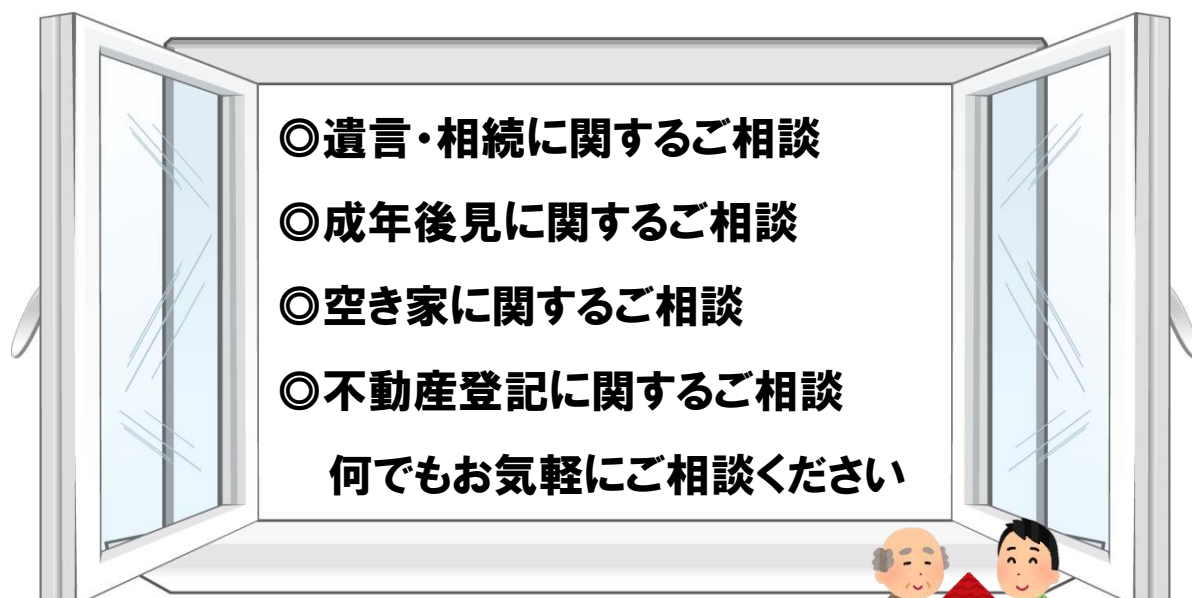 ◎遺言・相続に関するご相談
◎成年後見に関するご相談
◎空き家に関するご相談
◎不動産登記に関するご相談
何でもお気軽にご相談ください